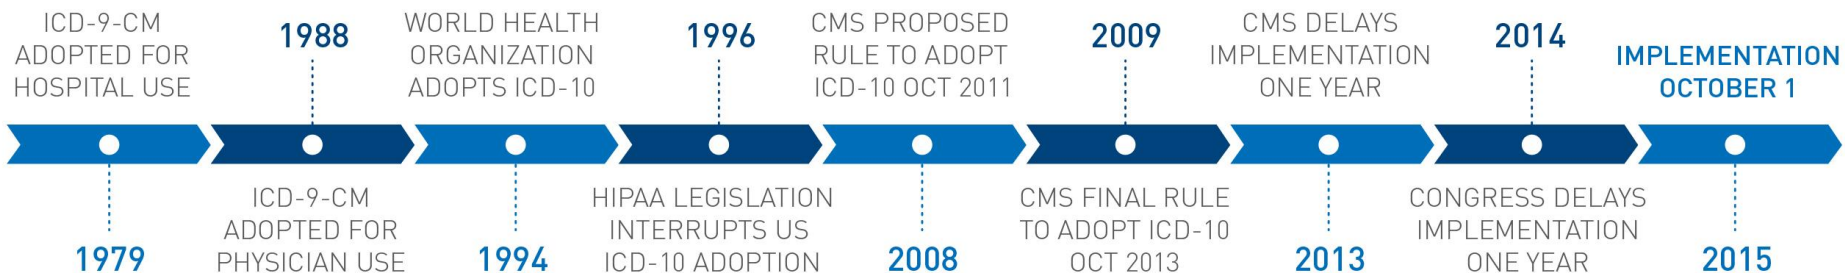 ICD-9-CM
ADOPTED FOR
HOSPITAL USE
1979
1988
ICD-9-CM
ADOPTED FOR
PHYSICIAN USE
WORLD HEALTH
ORGANIZATION
ADOPTS ICD-10
1994
1996
HIPAA LEGISLATION
INTERRUPTS US
ICD-10 ADOPTION
CMS PROPOSED
RULE TO ADOPT
ICD-10 OCT 2011
2008
2009
CMS FINAL RULE
TO ADOPT ICD-10
OCT 2013
CMS DELAYS
IMPLEMENTATION
ONE YEAR
2013
2014
CONGRESS DELAYS
IMPLEMENTATION
ONE YEAR
IMPLEMENTATION
OCTOBER 1
2015